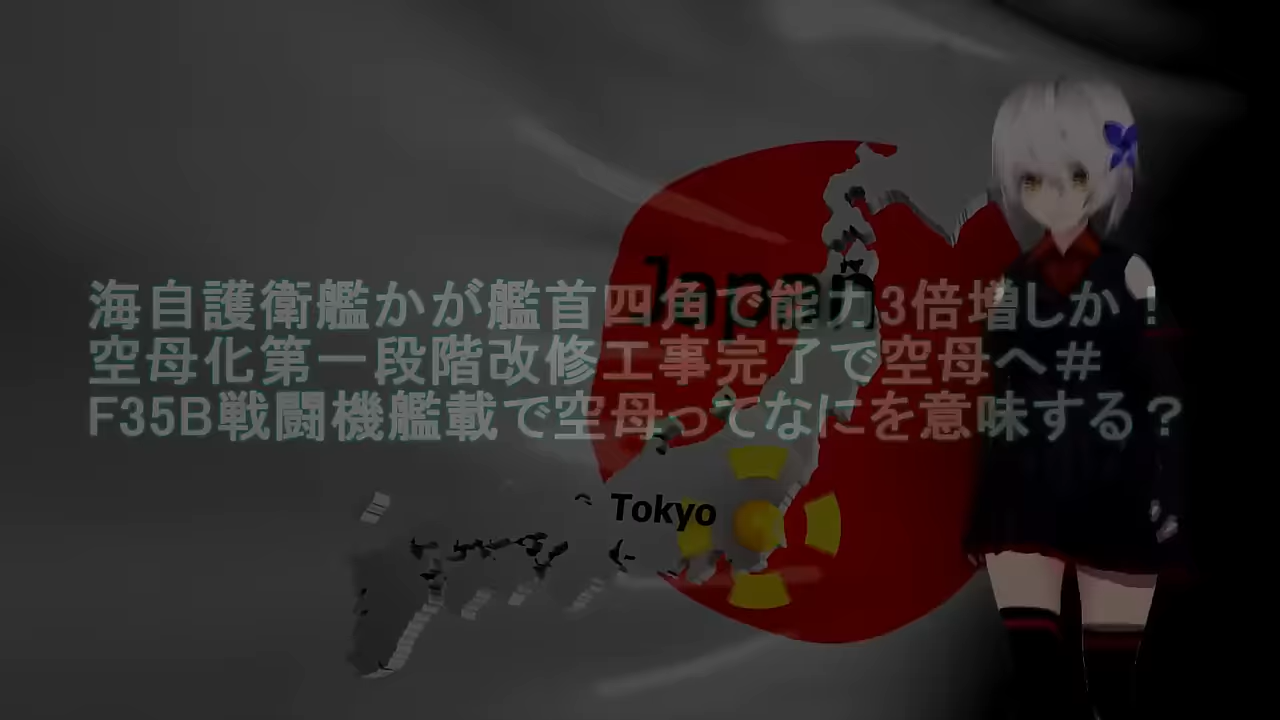 Japan
海自護衛艦かが艦首四角で能力3倍増しか！
空母化第一段階改修工事完了で空母へ＃
F35B戦闘機艦載で空母ってなにを意味する？
Tokyo